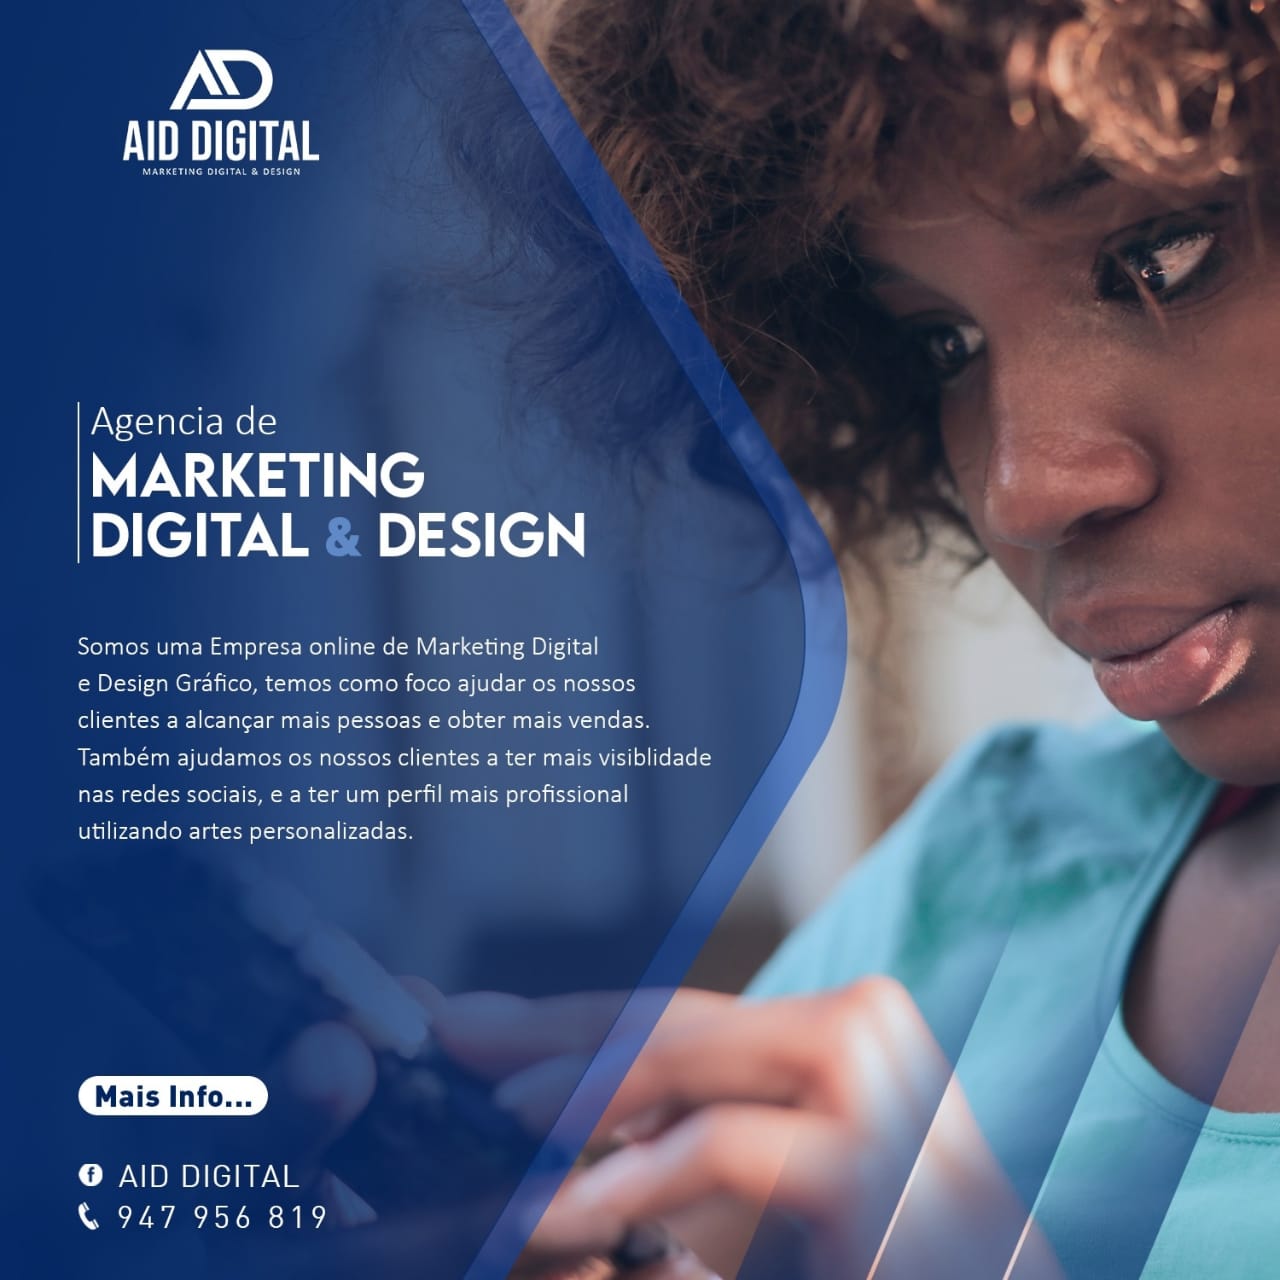 AID DIGITAL
MARKETING DIGITAL & DESIGN
Agencia de
MARKETING
DIGITAL & DESIGN
Somos uma Empresa online de Marketing Digital
e Design Gráfico, temos como foco ajudar os nossos
clientes a alcançar mais pessoas e obter mais vendas.
Também ajudamos os nossos clientes a ter mais visiblidade
nas redes sociais, e a ter um perfil mais profissional
utilizando artes personalizadas.
Mais Info...
AID DIGITAL
947 956 819